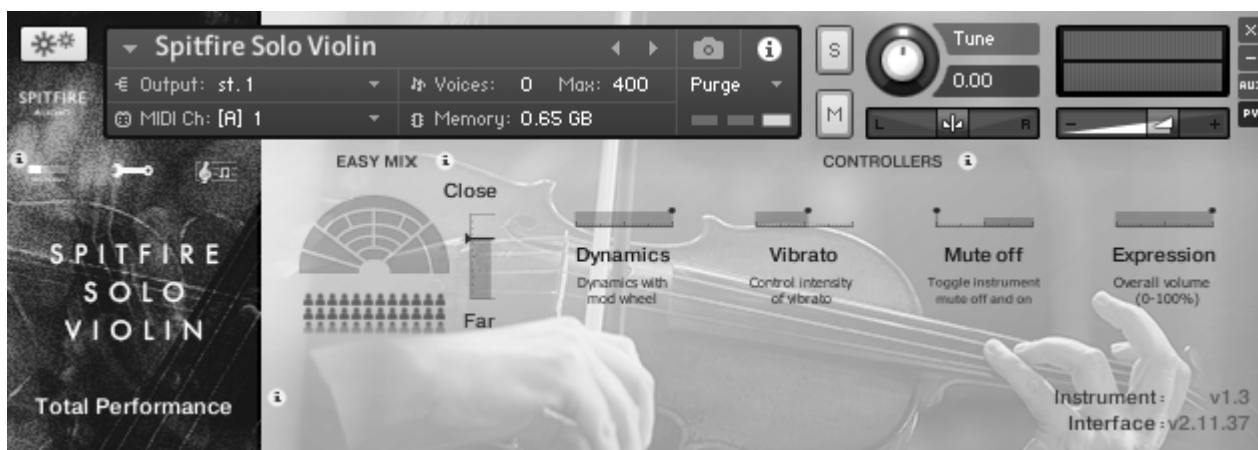 Spitfire Solo Violin
Output: st.1
Voices: 0 Max: 400
Purge
MIDI Ch: [A] 1
Memory: 0.65 GB
S
M
Tune
0.00
L
R
-
+
x
-
AUX
PV
SPITFIRE
AUDIO
EASY MIX
Close
Far
CONTROLLERS
Dynamics
Dynamics with
mod wheel
Vibrato
Control intensity
of vibrato
Mute off
Toggle instrument
mute off and on
Expression
Overall volume
(0-100%)
SPITFIRE
SOLO
VIOLIN
Total Performance
Instrument: v1.3
Interface :v2.11.37